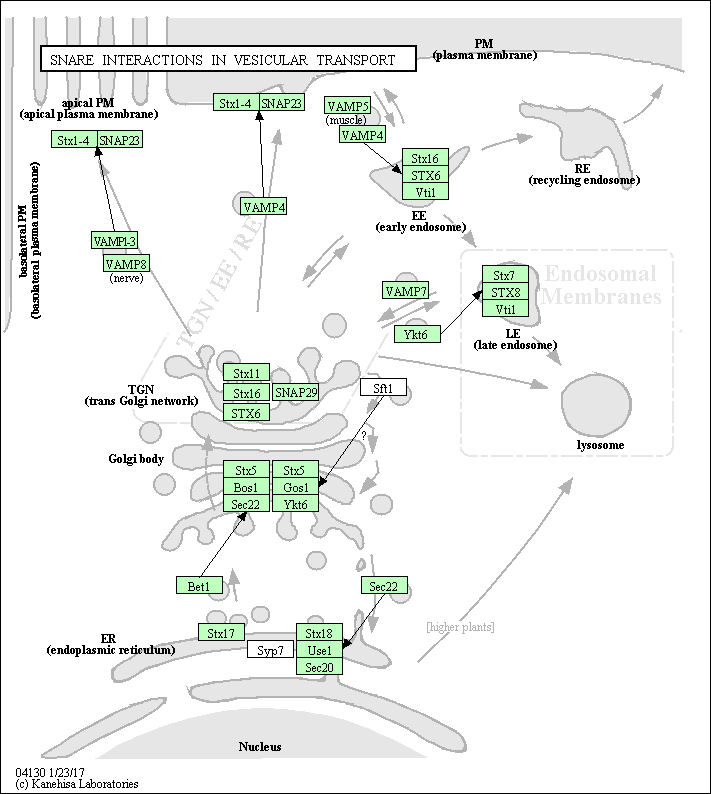 SNARE INTERACTIONS IN VESICULAR TRANSPORT
PM
(plasma membrane)
apical PM
(apical plasma membrane)
Stx1-4 SNAP23
Stx1-4 SNAP23
VAMP5
(muscle)
VAMP4
Stx16
STX6
Vti1
EE
(early endosome)
RE
(recycling endosome)
basolateral PM
(basolateral plasma membrane)
VAMP4
VAMP1-3
VAMP8
(nerve)
TGN / EE / RE
VAMP7
Ykt6
Stx7
STX8
Vti1
LE
(late endosome)
Endosomal
Membranes
lysosome
TGN
(trans Golgi network)
Stx11
Stx16 SNAP29
STX6
Sft1
?
Golgi body
Stx5 Stx5
Bos1 Gos1
Sec22 Ykt6
Bet1
Sec22
[higher plants]
ER
(endoplasmic reticulum)
Stx17
Syp7
Stx18
Use1
Sec20
Nucleus
04130 1/23/17
(c) Kanehisa Laboratories